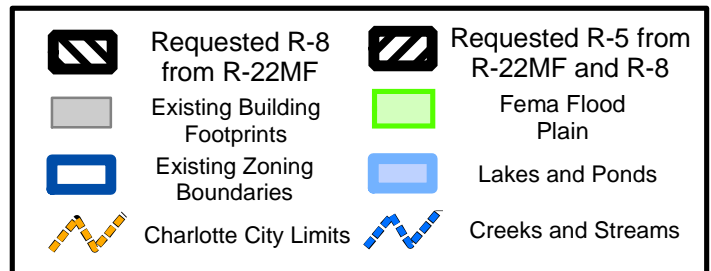 Requested R-8
from R-22MF
Requested R-5 from
R-22MF and R-8
Existing Building
Footprints
Fema Flood
Plain
Existing Zoning
Boundaries
Lakes and Ponds
Charlotte City Limits
Creeks and Streams